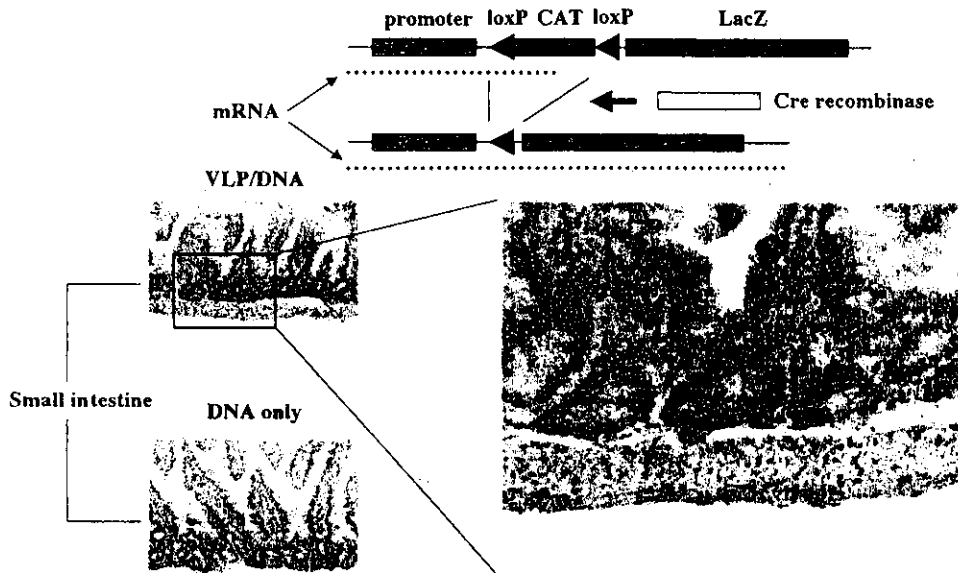 promoter loxP CAT loxP LacZ
mRNA
Cre recombinase
VLP/DNA
Small intestine
DNA only